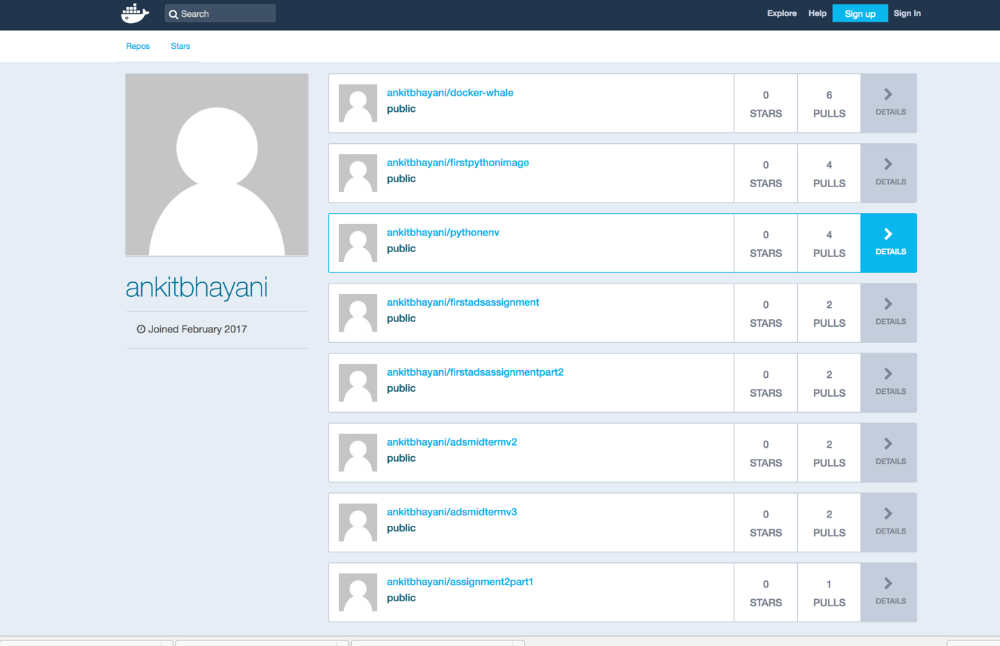 Search
Explore Help Sign up Sign In
Repos Stars
ankitbhayani
Joined February 2017
ankitbhayani/docker-whale
public
0 STARS
6 PULLS
DETAILS
ankitbhayani/firstpythonimage
public
0 STARS
4 PULLS
DETAILS
ankitbhayani/pythonenv
public
0 STARS
4 PULLS
DETAILS
ankitbhayani/firstadsassignment
public
0 STARS
2 PULLS
DETAILS
ankitbhayani/firstadsassignmentpart2
public
0 STARS
2 PULLS
DETAILS
ankitbhayani/adsmidtermv2
public
0 STARS
2 PULLS
DETAILS
ankitbhayani/adsmidtermv3
public
0 STARS
2 PULLS
DETAILS
ankitbhayani/assignment2part1
public
0 STARS
1 PULLS
DETAILS